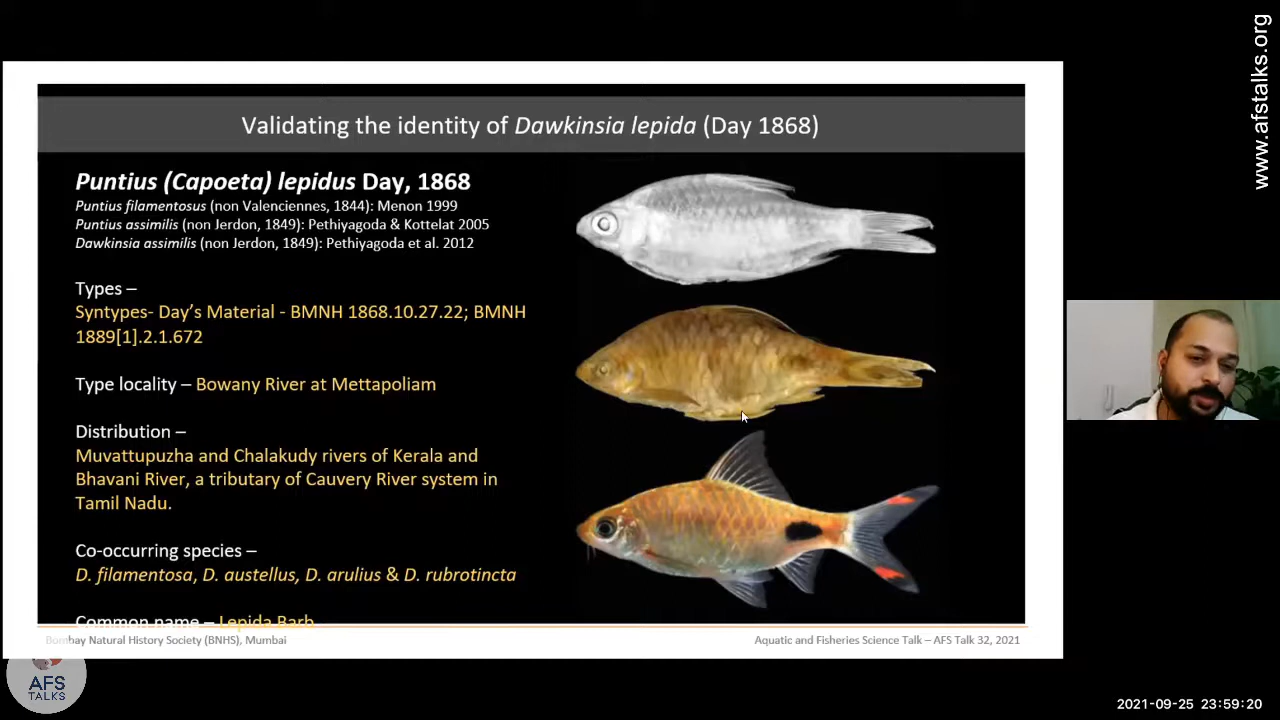 www.afstalks.org
Validating the identity of Dawkinsia lepida (Day 1868)
Puntius (Capoeta) lepidus Day, 1868
Puntius filamentosus (non Valenciennes, 1844): Menon 1999
Puntius assimilis (non Jerdon, 1849): Pethiyagoda & Kottelat 2005
Dawkinsia assimilis (non Jerdon, 1849): Pethiyagoda et al. 2012
Types –
Syntypes- Day's Material - BMNH 1868.10.27.22; BMNH
1889[1].2.1.672
Type locality – Bowany River at Mettapoliam
Distribution –
Muvattupuzha and Chalakudy rivers of Kerala and
Bhavani River, a tributary of Cauvery River system in
Tamil Nadu.
Co-occurring species –
D. filamentosa, D. austellus, D. arulius & D. rubrotincta
Common name – Lepida Barb
Bombay Natural History Society (BNHS), Mumbai
Aquatic and Fisheries Science Talk – AFS Talk 32, 2021
AFS
TALKS
2021-09-25 23:59:20